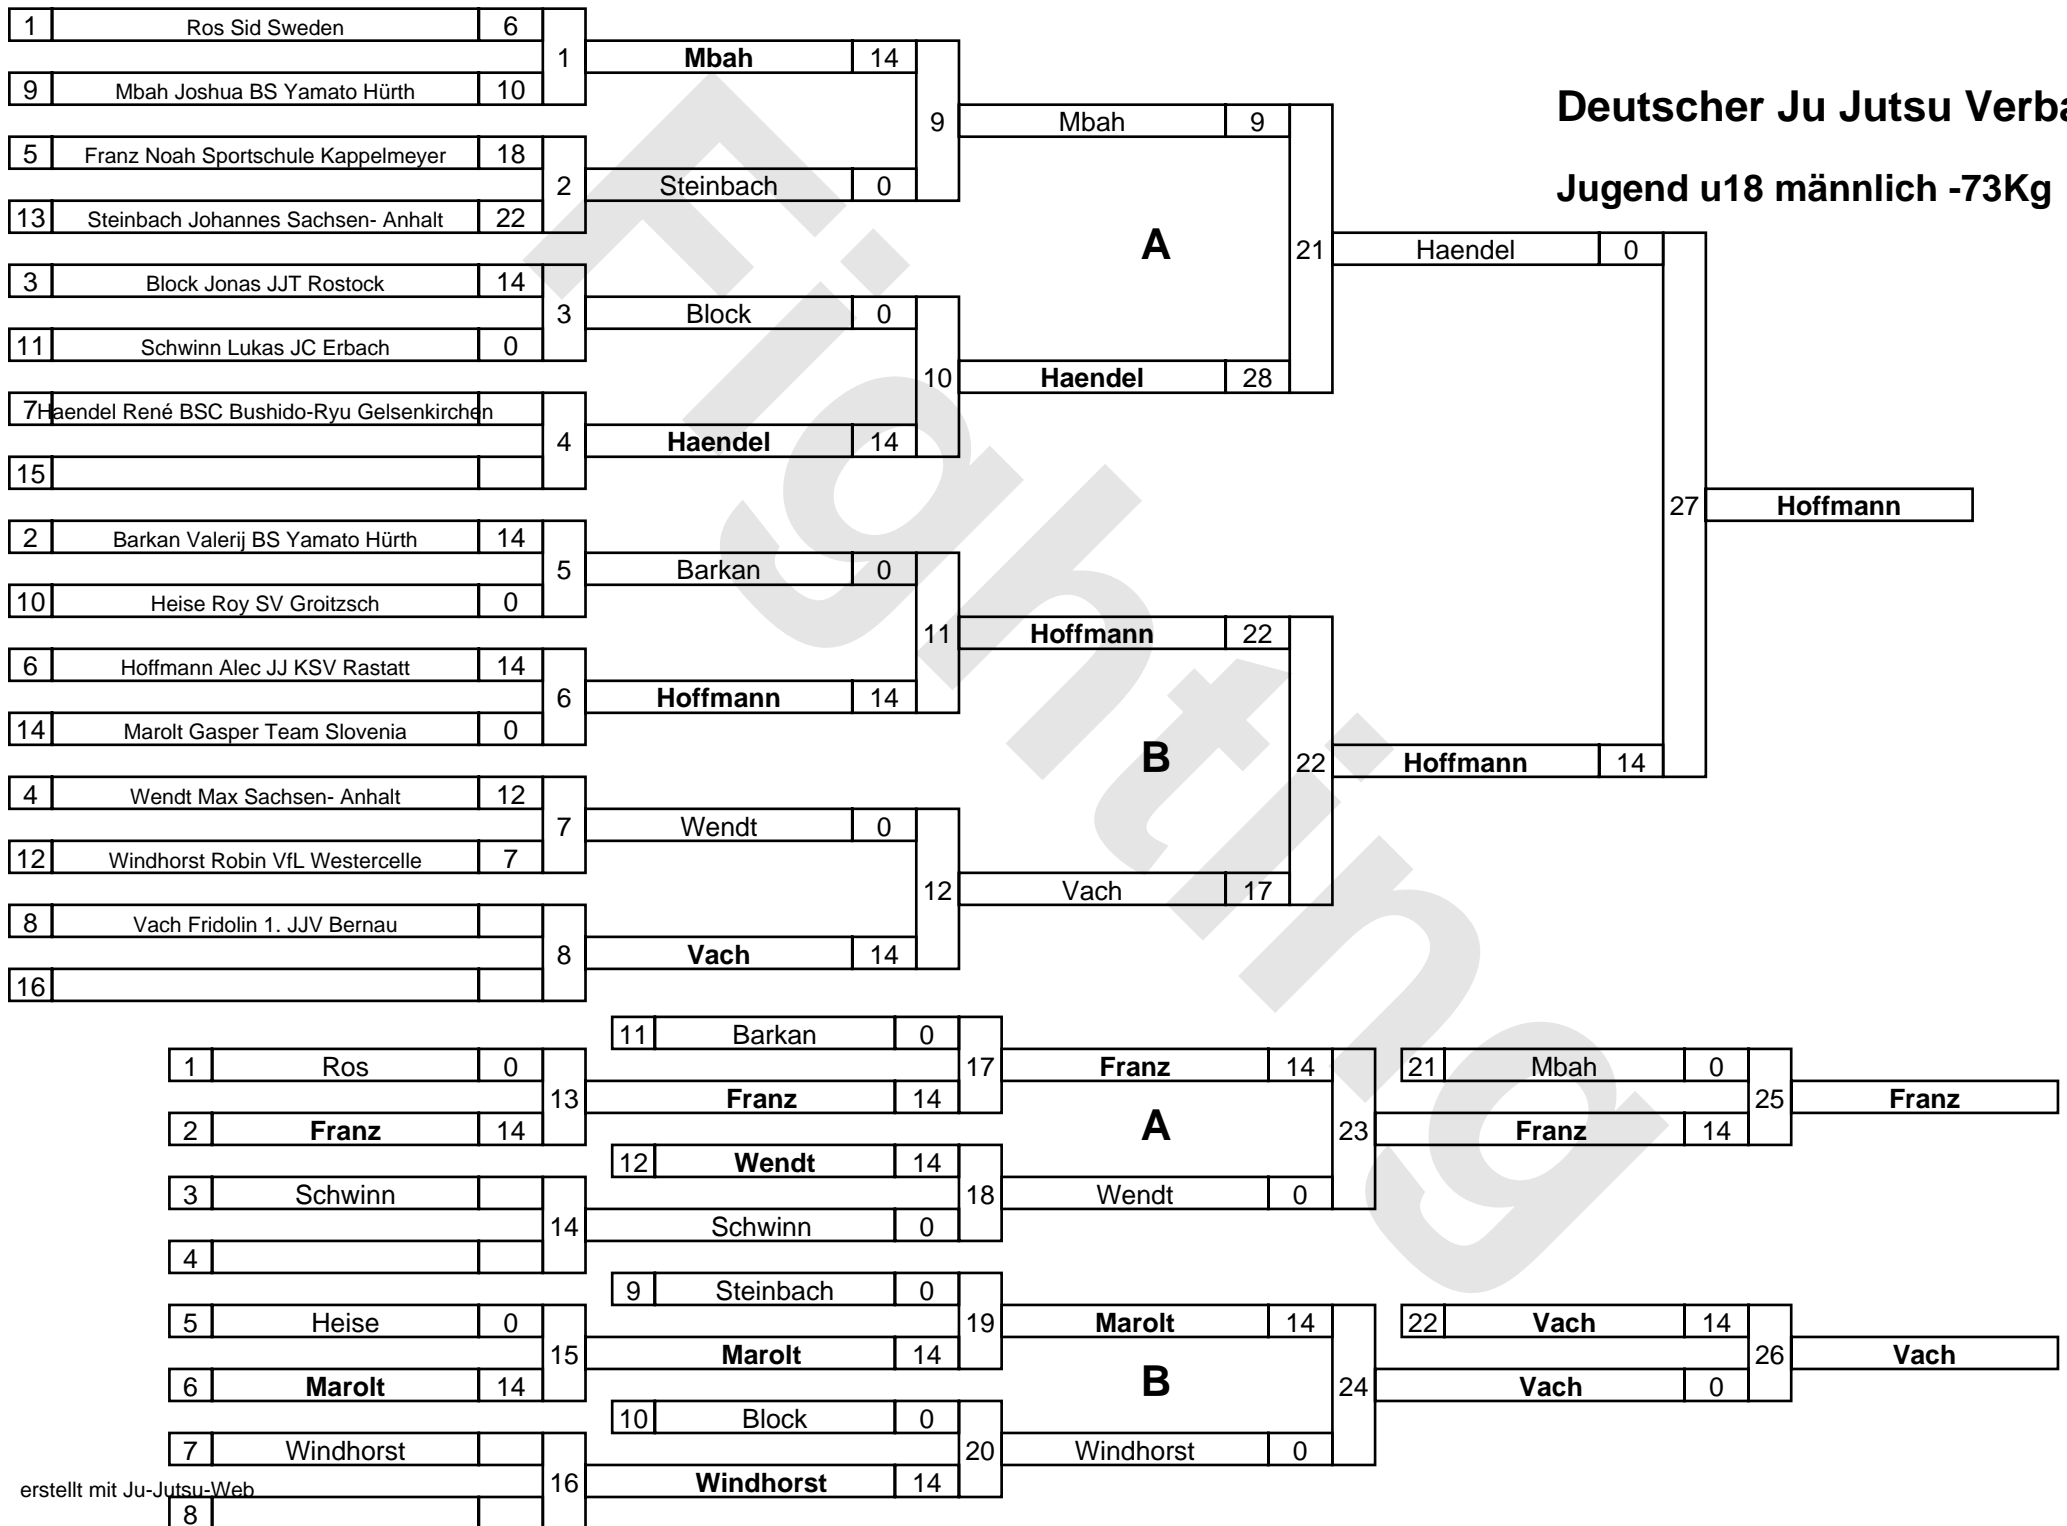 Deutscher Ju Jutsu Verba
Jugend u18 männlich -73Kg
Fighting
1 Ros Sid Sweden 6
1
9 Mbah Joshua BS Yamato Hürth 10
5 Franz Noah Sportschule Kappelmeyer 18
2
13 Steinbach Johannes Sachsen- Anhalt 22
3 Block Jonas JJT Rostock 14
3
11 Schwinn Lukas JC Erbach 0
7 Haendel René BSC Bushido-Ryu Gelsenkirchen
4
15
2 Barkan Valerij BS Yamato Hürth 14
5
10 Heise Roy SV Groitzsch 0
6 Hoffmann Alec JJ KSV Rastatt 14
6
14 Marolt Gasper Team Slovenia 0
4 Wendt Max Sachsen- Anhalt 12
7
12 Windhorst Robin VfL Westercelle 7
8 Vach Fridolin 1. JJV Bernau
8
16
Mbah 14
9
Steinbach 0
Block 0
10
Haendel 14
Barkan 0
11
Hoffmann 14
Wendt 0
12
Vach 14
Mbah 9
A
21
Haendel 28
Hoffmann 22
B
22
Vach 17
Haendel 0
27
Hoffmann 14
Hoffmann
1 Ros 0
13
2 Franz 14
3 Schwinn
14
4
5 Heise 0
15
6 Marolt 14
7 Windhorst
16
8
11 Barkan 0
17
Franz 14
12 Wendt 14
18
Schwinn 0
9 Steinbach 0
19
Marolt 14
10 Block 0
20
Windhorst 14
Franz 14
A
23
Wendt 0
Marolt 14
B
24
Windhorst 0
21 Mbah 0
25
Franz 14
Franz
22 Vach 14
26
Vach 0
Vach
erstellt mit Ju-Jutsu-Web